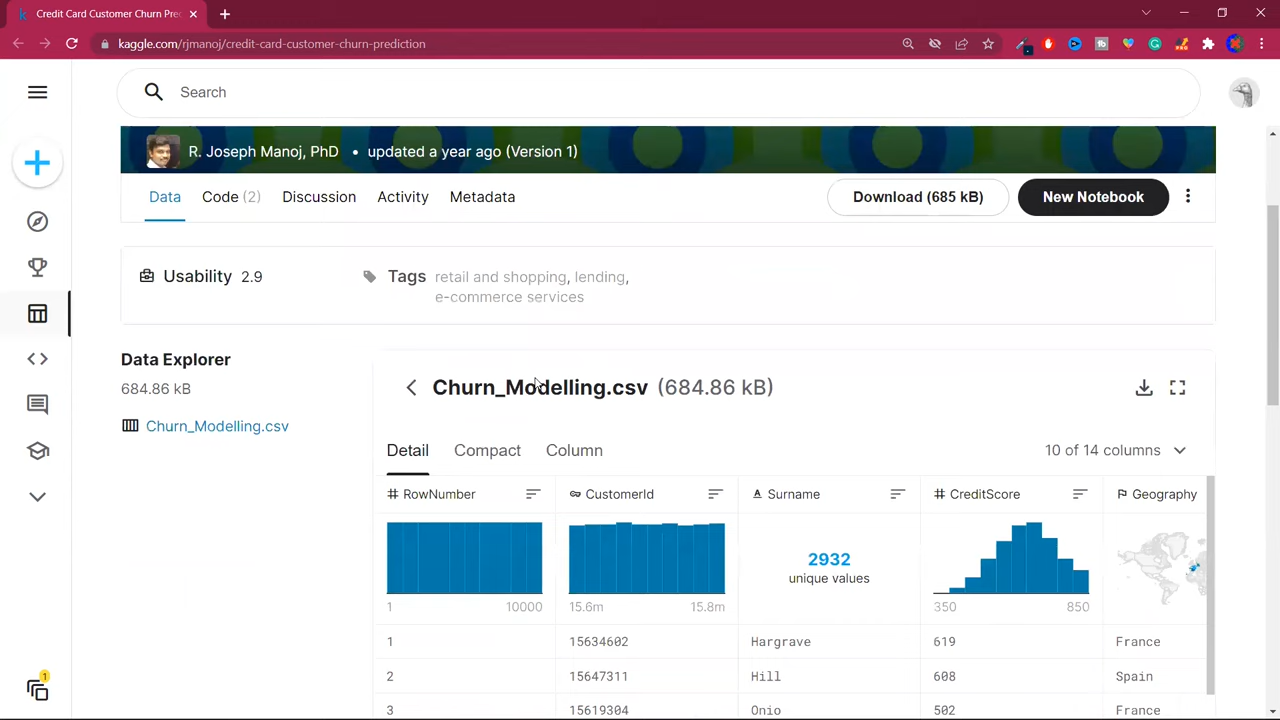 Credit Card Customer Churn Pre
kaggle.com/rjmanoj/credit-card-customer-churn-prediction
Search
R. Joseph Manoj, PhD • updated a year ago (Version 1)
Data Code (2) Discussion Activity Metadata
Download (685 kB)
New Notebook
Usability 2.9
Tags retail and shopping, lending,
e-commerce services
Data Explorer
684.86 kB
Churn_Modelling.csv
Churn_Modelling.csv (684.86 kB)
Detail Compact Column
10 of 14 columns
# RowNumber CustomerId A Surname # CreditScore Geography
2932
unique values
1 10000 15.6m 15.8m 350 850
1 15634602 Hargrave 619 France
2 15647311 Hill 608 Spain
3 15619304 Onio 502 France
1